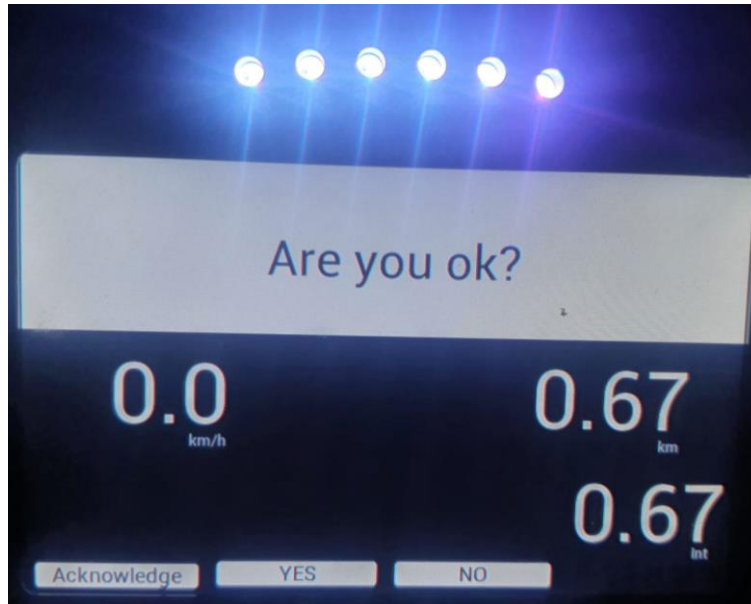 Are you ok?
0.0 0.67
km/h km
0.67
Int
Acknowledge YES NO